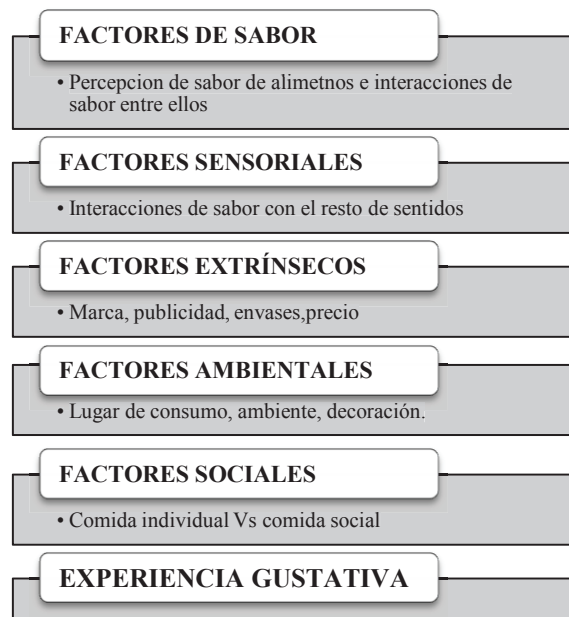 FACTORES DE SABOR
• Percepcion de sabor de alimetnos e interacciones de
sabor entre ellos
FACTORES SENSORIALES
• Interacciones de sabor con el resto de sentidos
FACTORES EXTRÍNSECOS
• Marca, publicidad, envases,precio
FACTORES AMBIENTALES
• Lugar de consumo, ambiente, decoración.
FACTORES SOCIALES
• Comida individual Vs comida social
EXPERIENCIA GUSTATIVA